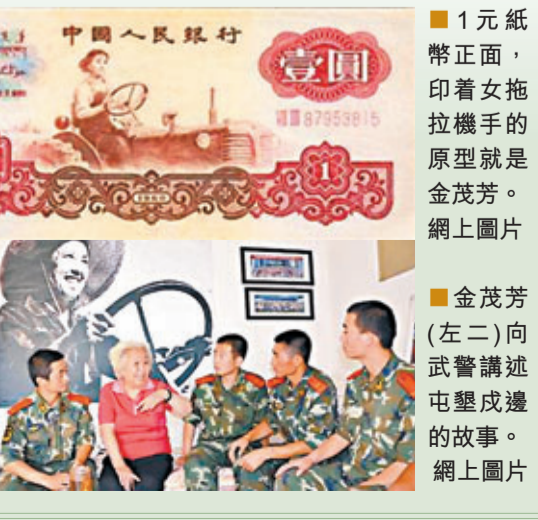 中國人民銀行
壹圓
87953815
1
1960
■1元紙
幣正面，
印着女拖
拉機手的
原型就是
金茂芳。
網上圖片
■金茂芳
(左二)向
武警講述
屯墾戍邊
的故事。
網上圖片